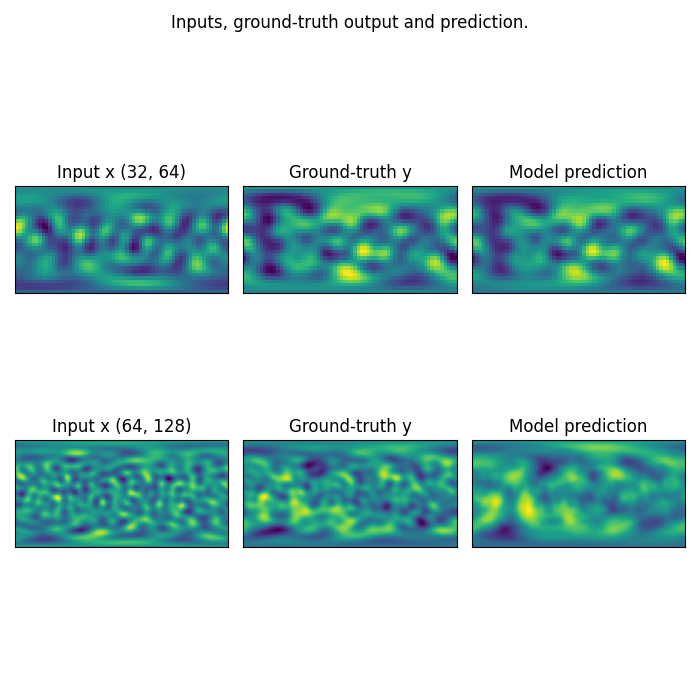 Inputs, ground-truth output and prediction.
Input x (32, 64)
Ground-truth y
Model prediction
Input x (64, 128)
Ground-truth y
Model prediction